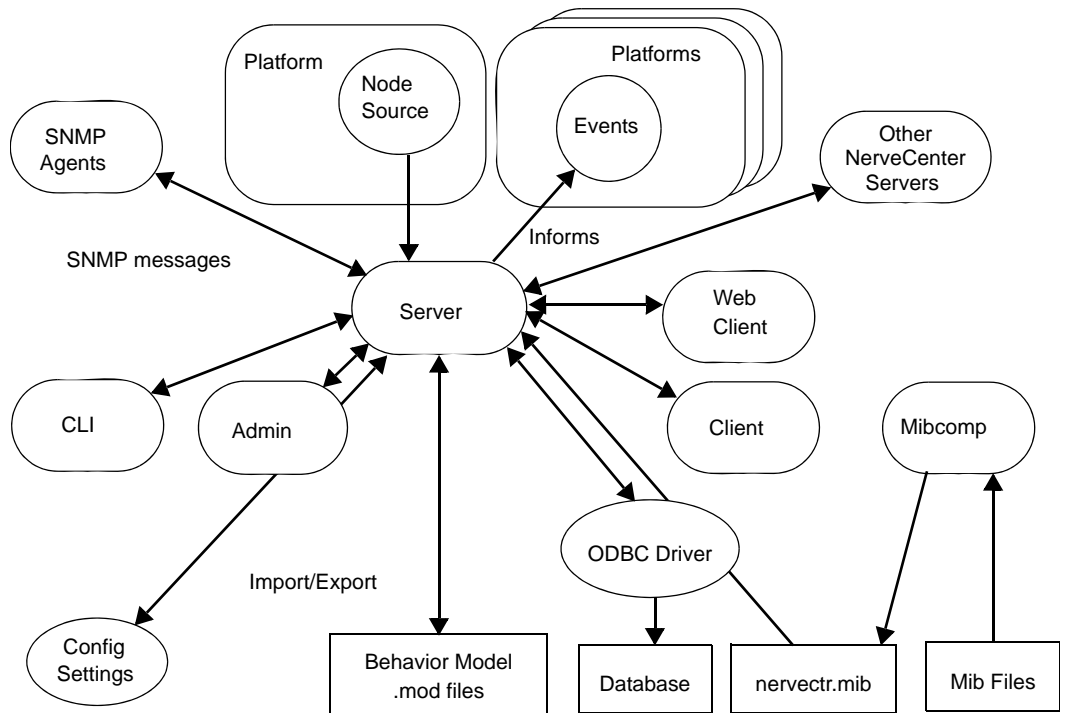 Platform
Node
Source
Platforms
Events
SNMP
Agents
Other
NerveCenter
Servers
SNMP messages
Informs
Server
Web
Client
CLI
Admin
Client
Mibcomp
ODBC Driver
Import/Export
Config
Settings
Behavior Model
.mod files
Database
nervectr.mib
Mib Files